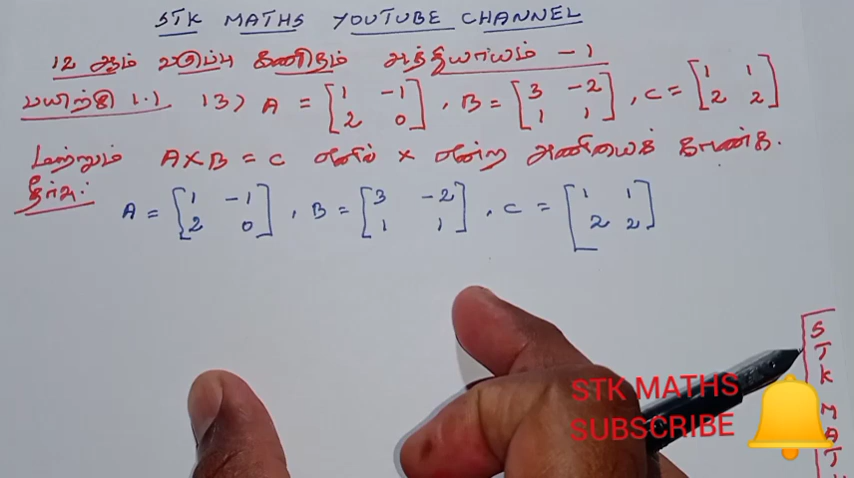 STK MATHS YOUTUBE CHANNEL
12 ஆம் வகுப்பு கணிதம் அத்தியாயம் - 1
பயிற்சி 1.1 13) A = [1 -1 2 0], B = [3 -2 1 1], C = [1 1 2 2]
மற்றும் A X B = C எனில் X என்ற அணியைக் காண்க.
தீர்வு:
A = [1 -1 2 0], B = [3 -2 1 1], C = [1 1 2 2]
STK MATHS
SUBSCRIBE
S
T
K
M
A
T